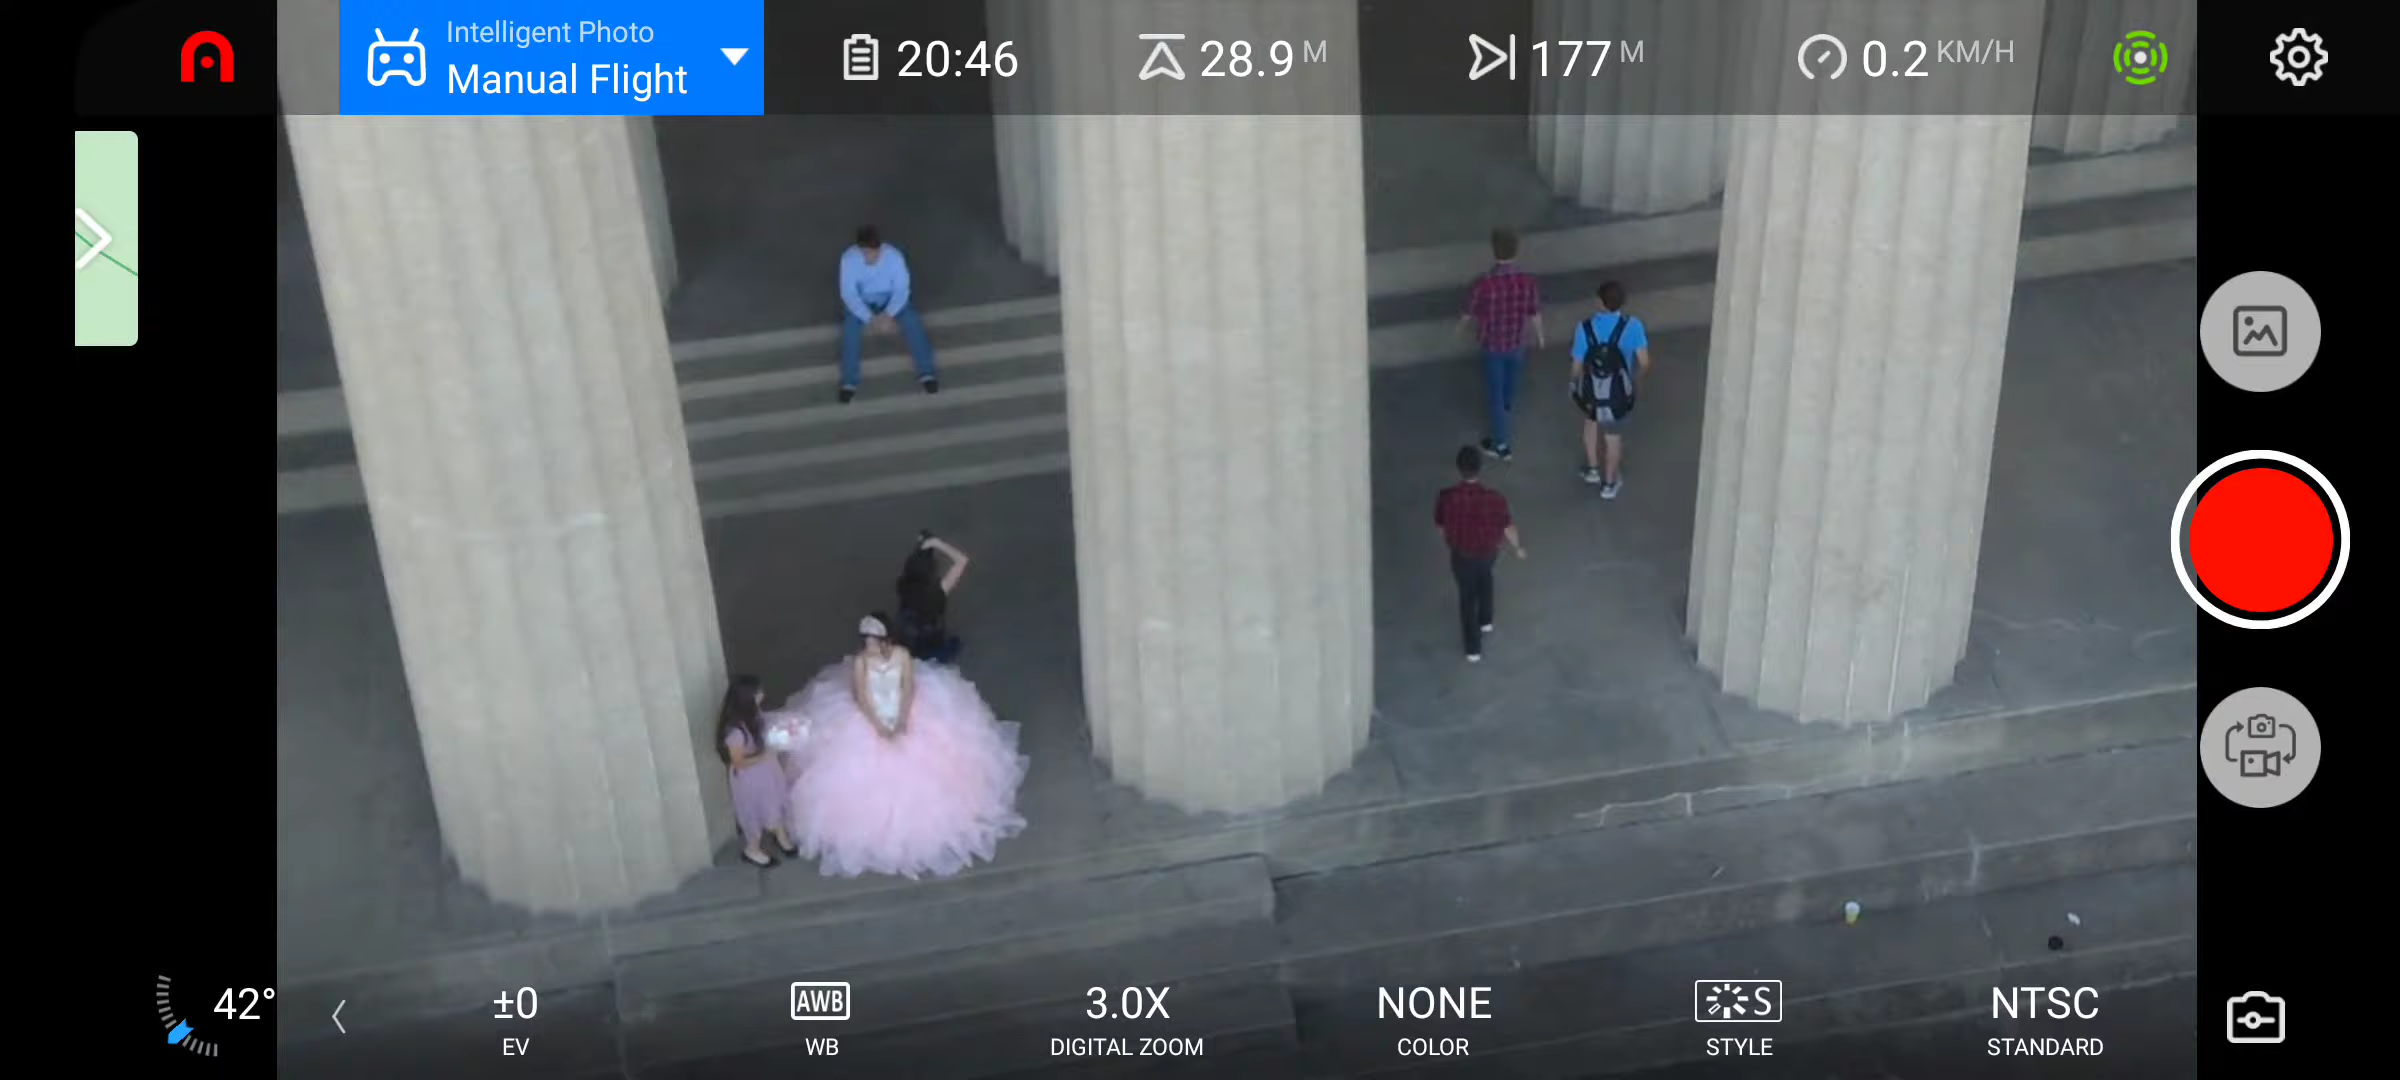 Intelligent Photo
Manual Flight
20:46
28.9 M
177 M
0.2 KM/H
42°
±0
EV
AWB
WB
3.0X
DIGITAL ZOOM
NONE
COLOR
S
STYLE
NTSC
STANDARD